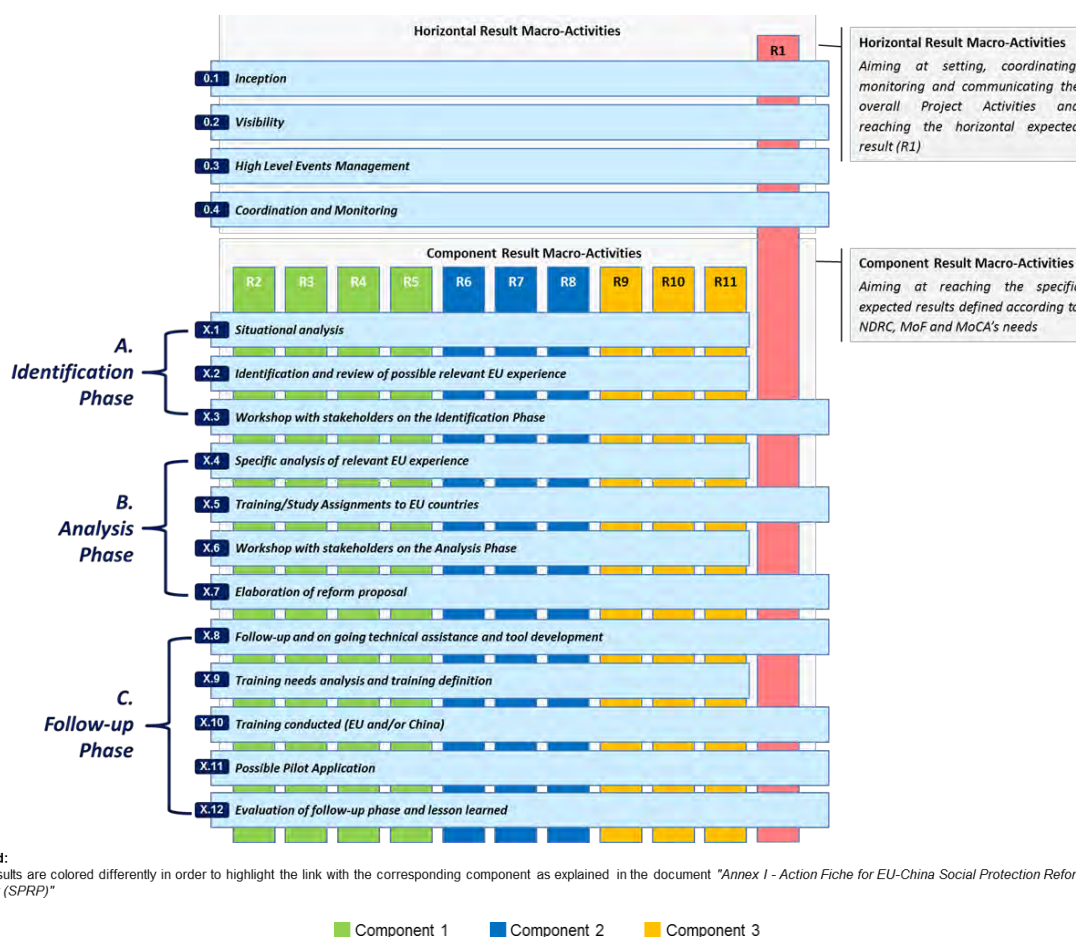 Horizontal Result Macro-Activities
R1
0.1 Inception
0.2 Visibility
0.3 High Level Events Management
0.4 Coordination and Monitoring
Horizontal Result Macro-Activities
Aiming at setting, coordinating,
monitoring and communicating the
overall Project Activities and
reaching the horizontal expected
result (R1)
Component Result Macro-Activities
R2 R3 R4 R5 R6 R7 R8 R9 R10 R11
Component Result Macro-Activities
Aiming at reaching the specific
expected results defined according to
NDRC, MoF and MoCA's needs
A.
Identification
Phase
X.1 Situational analysis
X.2 Identification and review of possible relevant EU experience
X.3 Workshop with stakeholders on the Identification Phase
B.
Analysis
Phase
X.4 Specific analysis of relevant EU experience
X.5 Training/Study Assignments to EU countries
X.6 Workshop with stakeholders on the Analysis Phase
X.7 Elaboration of reform proposal
C.
Follow-up
Phase
X.8 Follow-up and on going technical assistance and tool development
X.9 Training needs analysis and training definition
X.10 Training conducted (EU and/or China)
X.11 Possible Pilot Application
X.12 Evaluation of follow-up phase and lesson learned
d:
sults are colored differently in order to highlight the link with the corresponding component as explained in the document "Annex I - Action Fiche for EU-China Social Protection Refor
(SPRP)"
Component 1 Component 2 Component 3